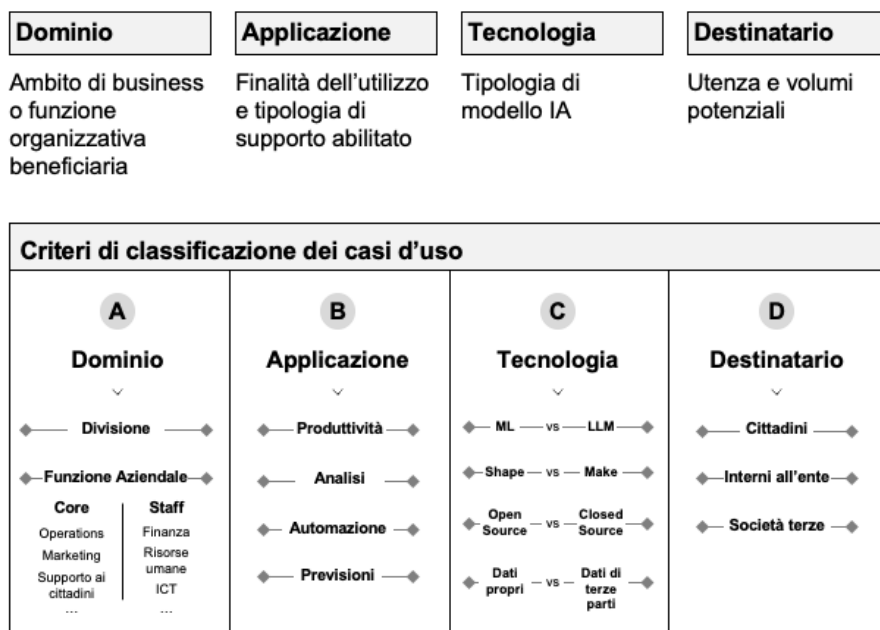 Dominio
Applicazione
Tecnologia
Destinatario
Ambito di business
o funzione
organizzativa
beneficiaria
Finalità dell'utilizzo
e tipologia di
supporto abilitato
Tipologia di
modello IA
Utenza e volumi
potenziali
Criteri di classificazione dei casi d'uso
A
Dominio
Divisione
Funzione Aziendale
Core
Operations
Marketing
Supporto ai
cittadini
...
Staff
Finanza
Risorse
umane
ICT
...
B
Applicazione
Produttività
Analisi
Automazione
Previsioni
C
Tecnologia
ML vs LLM
Shape vs Make
Open
Source
vs
Closed
Source
Dati
propri
vs
Dati di
terze
parti
D
Destinatario
Cittadini
Interni all'ente
Società terze